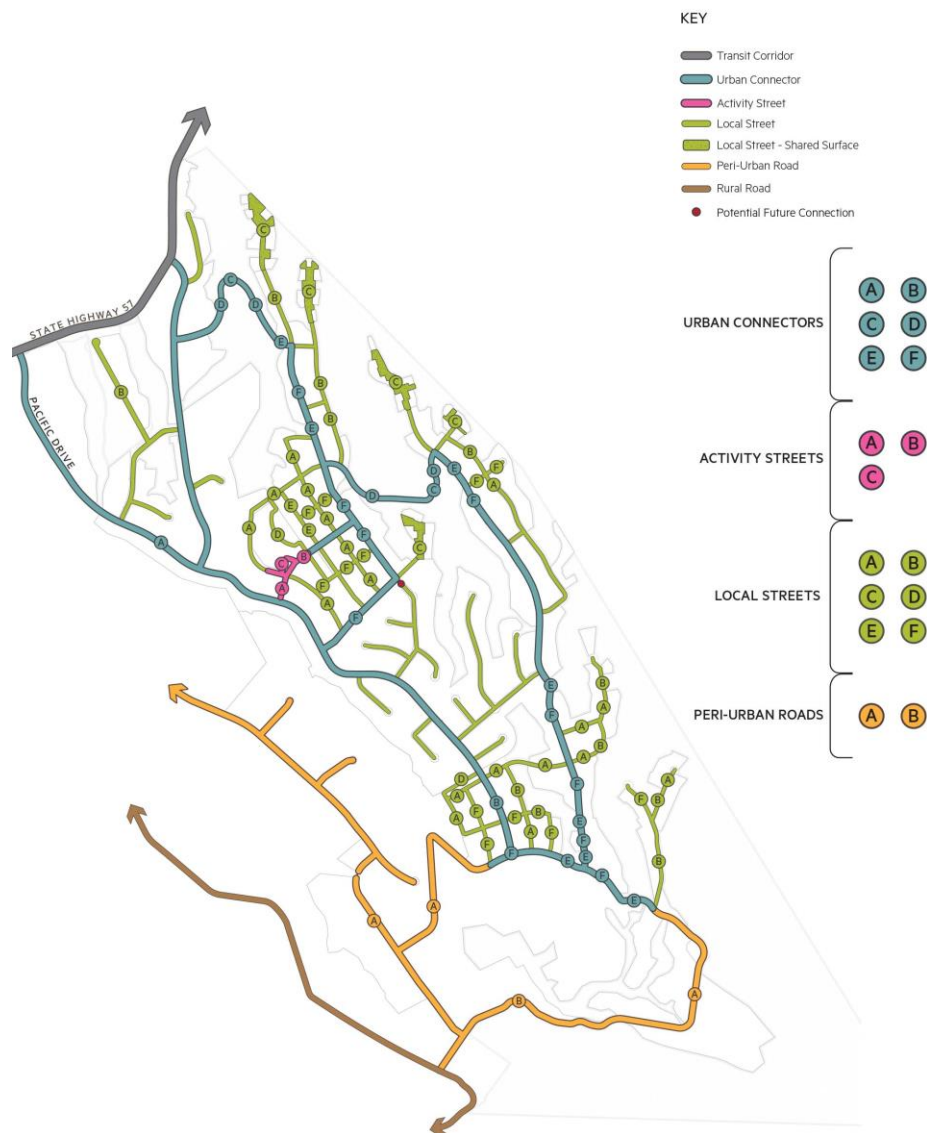 KEY
Transit Corridor
Urban Connector
Activity Street
Local Street
Local Street - Shared Surface
Peri-Urban Road
Rural Road
Potential Future Connection
STATE HIGHWAY 57
PACIFIC DRIVE
URBAN CONNECTORS
A B
C D
E F
ACTIVITY STREETS
A B
C
LOCAL STREETS
A B
C D
E F
PERI-URBAN ROADS
A B
C
C
C
B
D
D
E
C
B
F
B
C
E
B
C
A
D
C
E
F
F
A
D
A
A
F
E
F
F
A
D
E
F
A
C
B
C
A
F
F
A
F
A
A
F
B
E
A
F
A
B
A
A
A
D
A
B
F
A
F
B
A
F
B
F
B
A
F
E
F
A
F
F
F
E
E
F
B
E
A
A
A
B